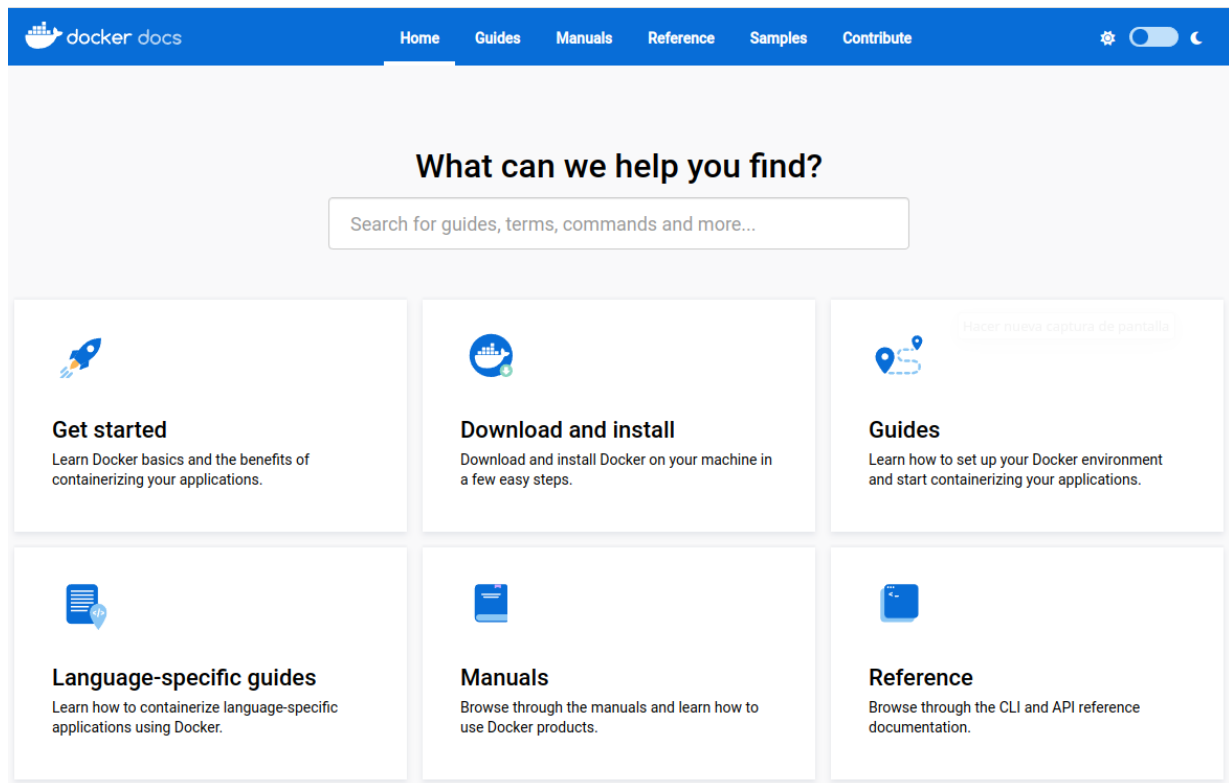 docker docs
Home Guides Manuals Reference Samples Contribute
What can we help you find?
Search for guides, terms, commands and more...
Hacer nueva captura de pantalla
Get started
Learn Docker basics and the benefits of
containerizing your applications.
Download and install
Download and install Docker on your machine in
a few easy steps.
Guides
Learn how to set up your Docker environment
and start containerizing your applications.
Language-specific guides
Learn how to containerize language-specific
applications using Docker.
Manuals
Browse through the manuals and learn how to
use Docker products.
Reference
Browse through the CLI and API reference
documentation.